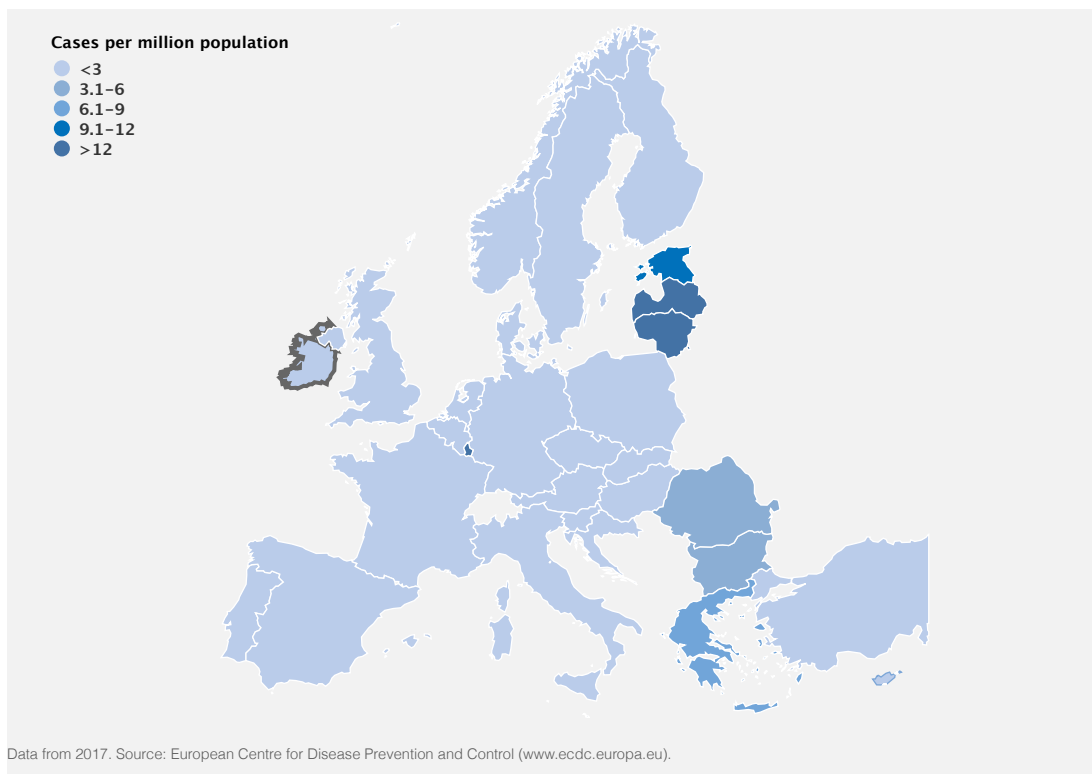 Cases per million population
<3
3.1–6
6.1–9
9.1–12
>12
Data from 2017. Source: European Centre for Disease Prevention and Control (www.ecdc.europa.eu).